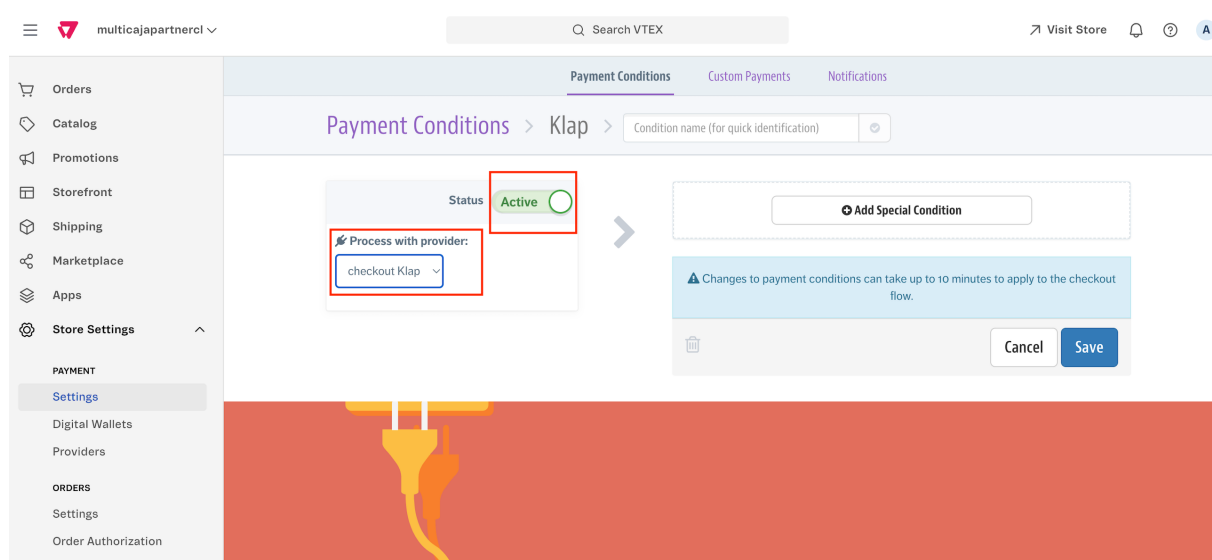 multicajapartnercl
Search VTEX
Visit Store
A
Orders
Catalog
Promotions
Storefront
Shipping
Marketplace
Apps
Store Settings
PAYMENT
Settings
Digital Wallets
Providers
ORDERS
Settings
Order Authorization
Payment Conditions
Custom Payments
Notifications
Payment Conditions > Klap >
Condition name (for quick identification)
Status
Active
Process with provider:
checkout Klap
Add Special Condition
Changes to payment conditions can take up to 10 minutes to apply to the checkout
flow.
Cancel
Save